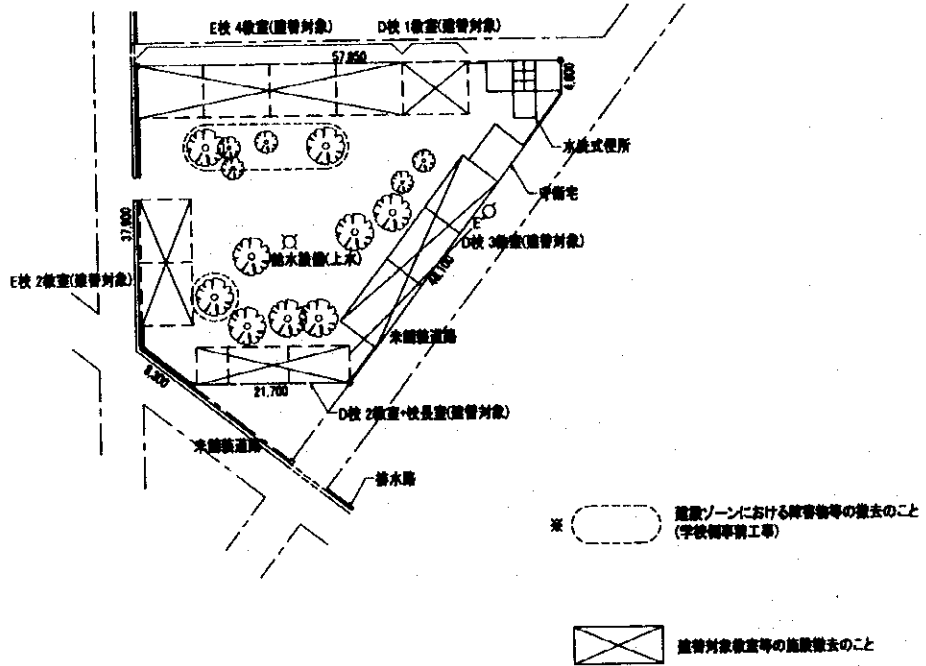 E校 4教室(建替対象)
D校 1教室(建替対象)
57,850
6,800
水洗式便所
守衛宅
37,900
E
D校 3教室(建替対象)
給水設備(上水)
E校 2教室(建替対象)
未舗装道路
8,300
21,700
D校 2教室+校長室(建替対象)
未舗装道路
排水路
※
建設ゾーンにおける障害物等の撤去のこと
(学校側事前工事)
建替対象教室等の施設撤去のこと